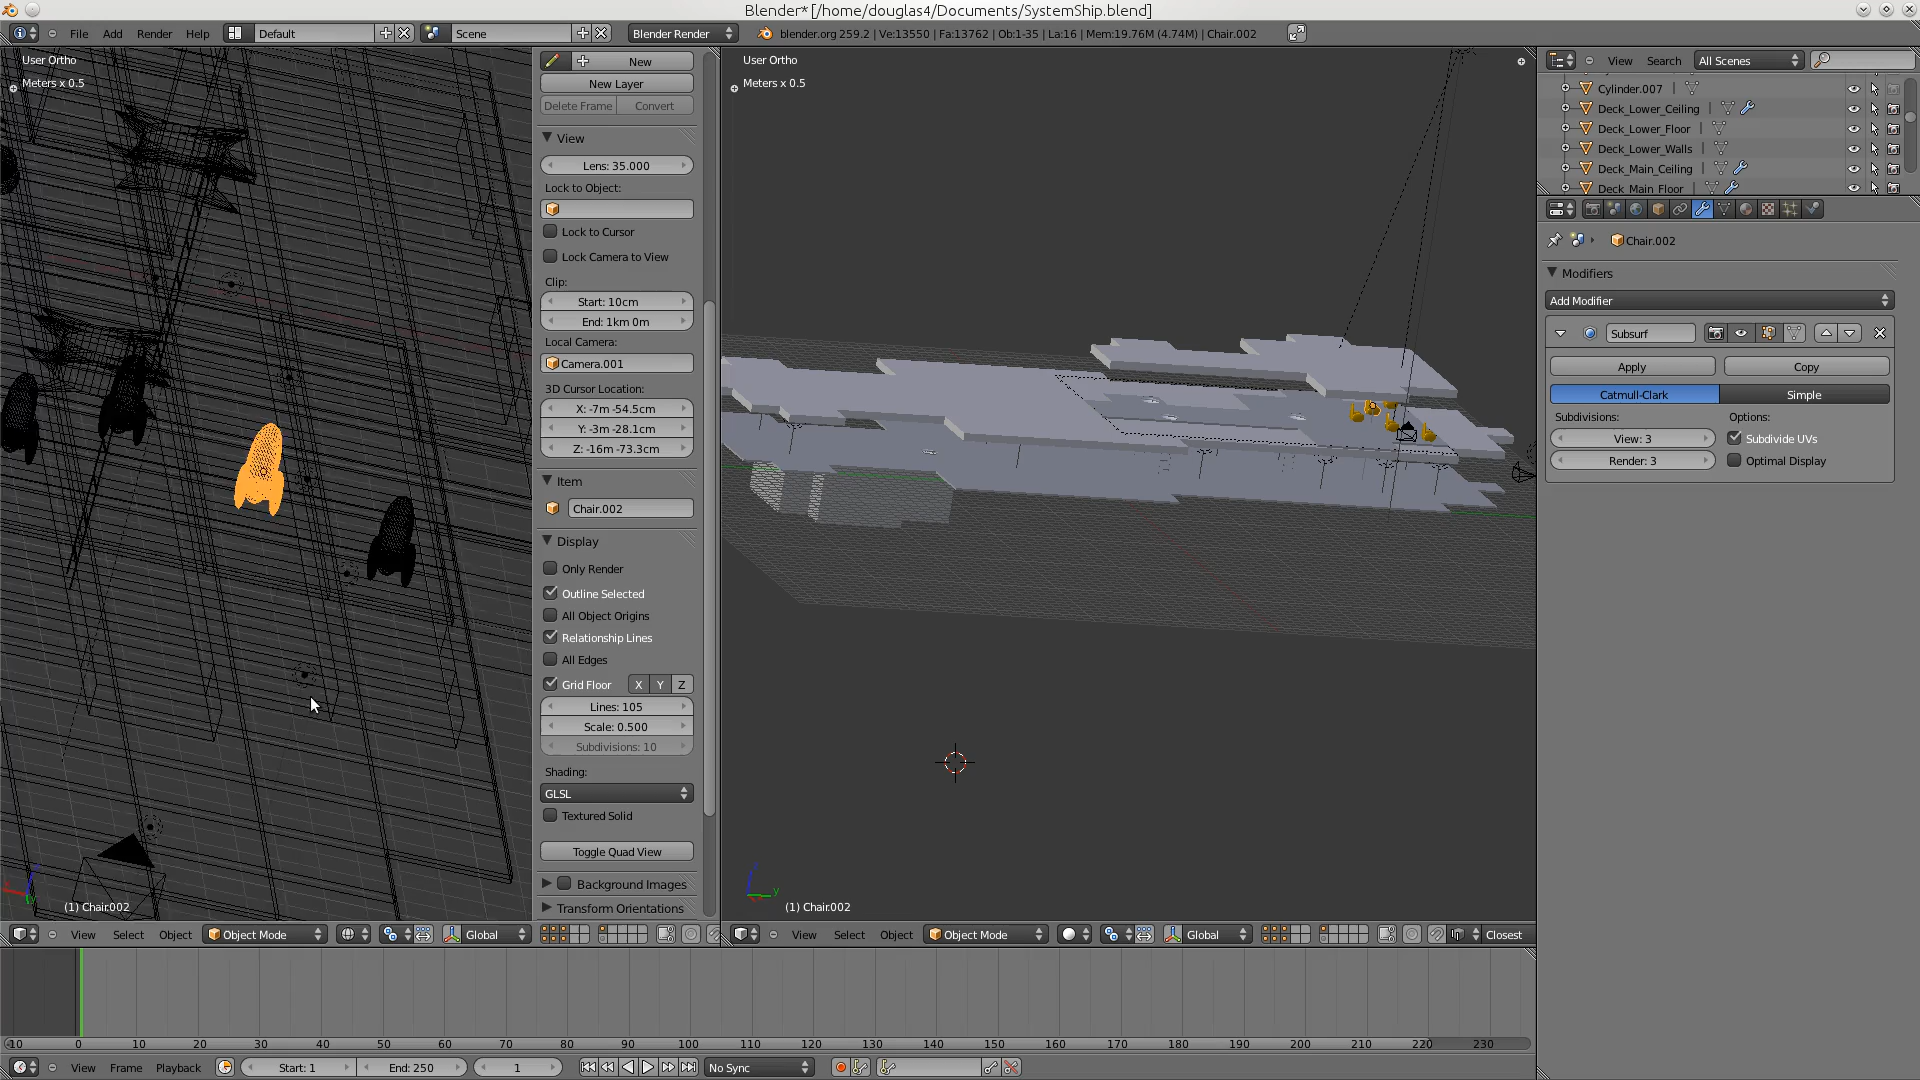 Blender* [/home/douglas4/Documents/SystemShip.blend]
File Add Render Help Default Scene Blender Render blender.org 259.2 | Ve:13550 | Fa:13762 | Ob:1-35 | La:16 | Mem:19.76M (4.74M) | Chair.002
User Ortho
Meters x 0.5
(1) Chair.002
New
New Layer
Delete Frame Convert
View
Lens: 35.000
Lock to Object:
Lock to Cursor
Lock Camera to View
Clip:
Start: 10cm
End: 1km 0m
Local Camera:
Camera.001
3D Cursor Location:
X: -7m -54.5cm
Y: -3m -28.1cm
Z: -16m -73.3cm
Item
Chair.002
Display
Only Render
Outline Selected
All Object Origins
Relationship Lines
All Edges
Grid Floor X Y Z
Lines: 105
Scale: 0.500
Subdivisions: 10
Shading:
GLSL
Textured Solid
Toggle Quad View
Background Images
Transform Orientations
User Ortho
Meters x 0.5
y
(1) Chair.002
View Search All Scenes
Cylinder.007
Deck_Lower_Ceiling
Deck_Lower_Floor
Deck_Lower_Walls
Deck_Main_Ceiling
Deck_Main_Floor
Chair.002
Modifiers
Add Modifier
Subsurf
Apply Copy
Catmull-Clark Simple
Subdivisions: Options:
View: 3 Subdivide UVs
Render: 3 Optimal Display
View Select Object Object Mode Global
View Select Object Object Mode Global Closest
-10 0 10 20 30 40 50 60 70 80 90 100 110 120 130 140 150 160 170 180 190 200 210 220 230
View Frame Playback Start: 1 End: 250 1 No Sync